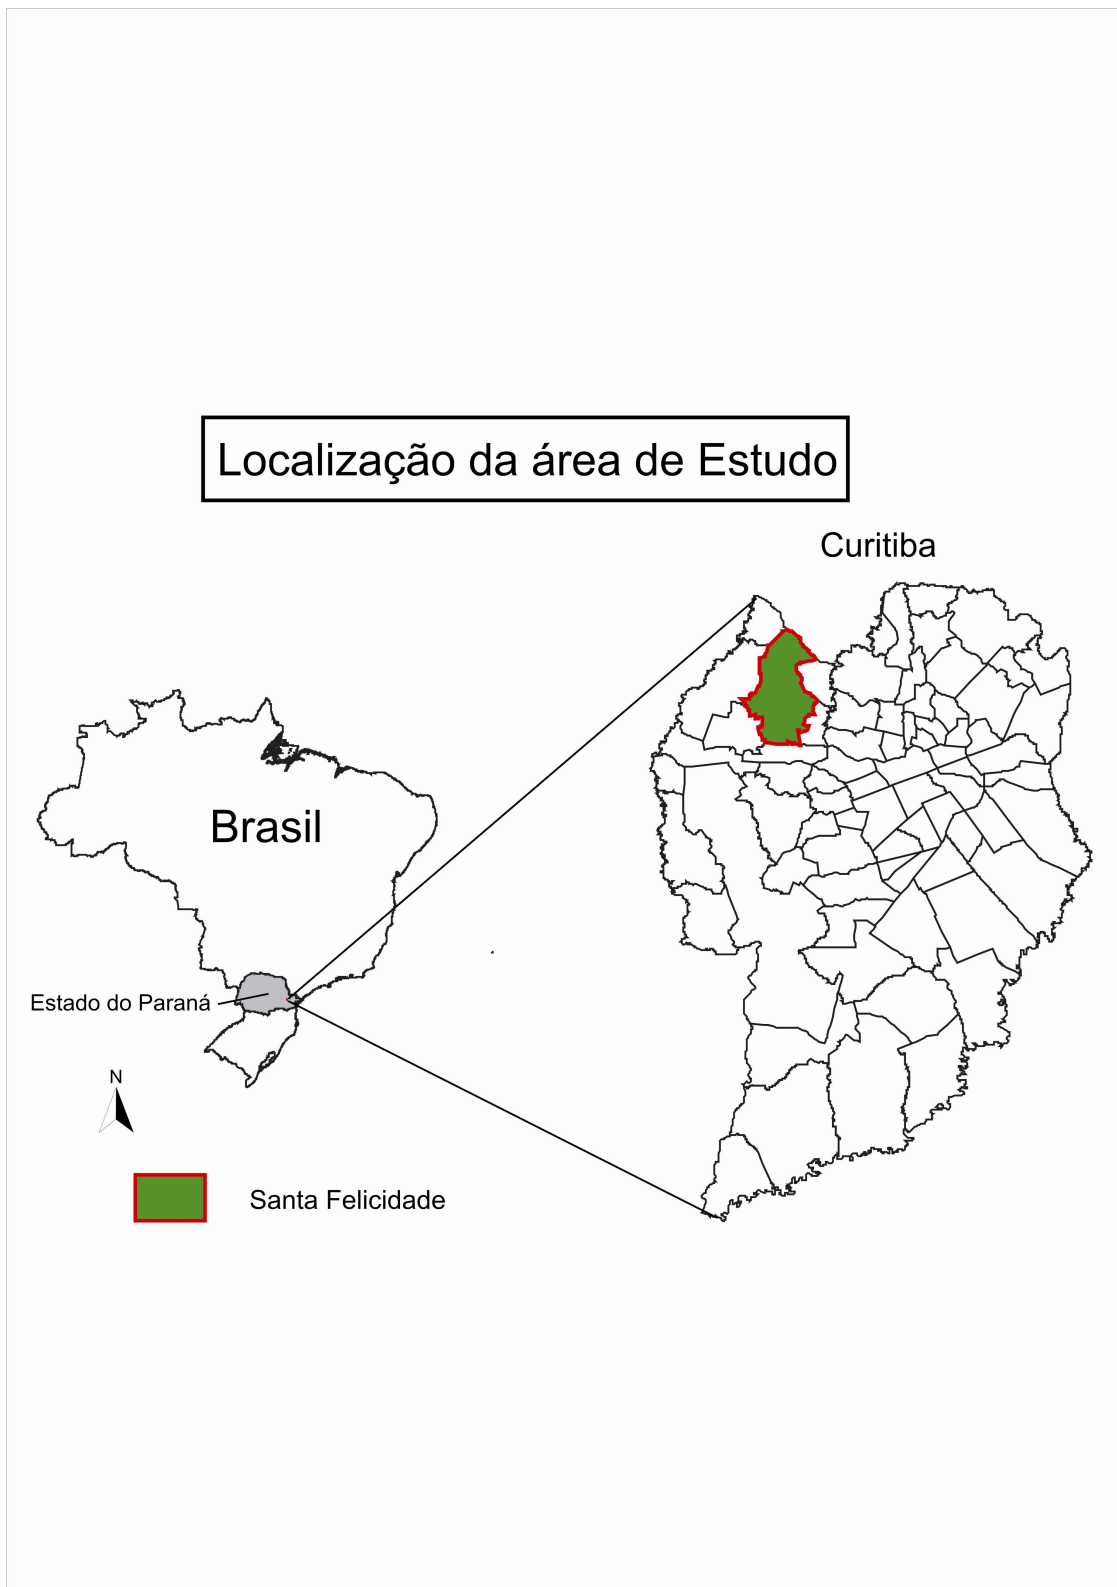 Localização da área de Estudo
Curitiba
Brasil
Estado do Paraná
N
Santa Felicidade